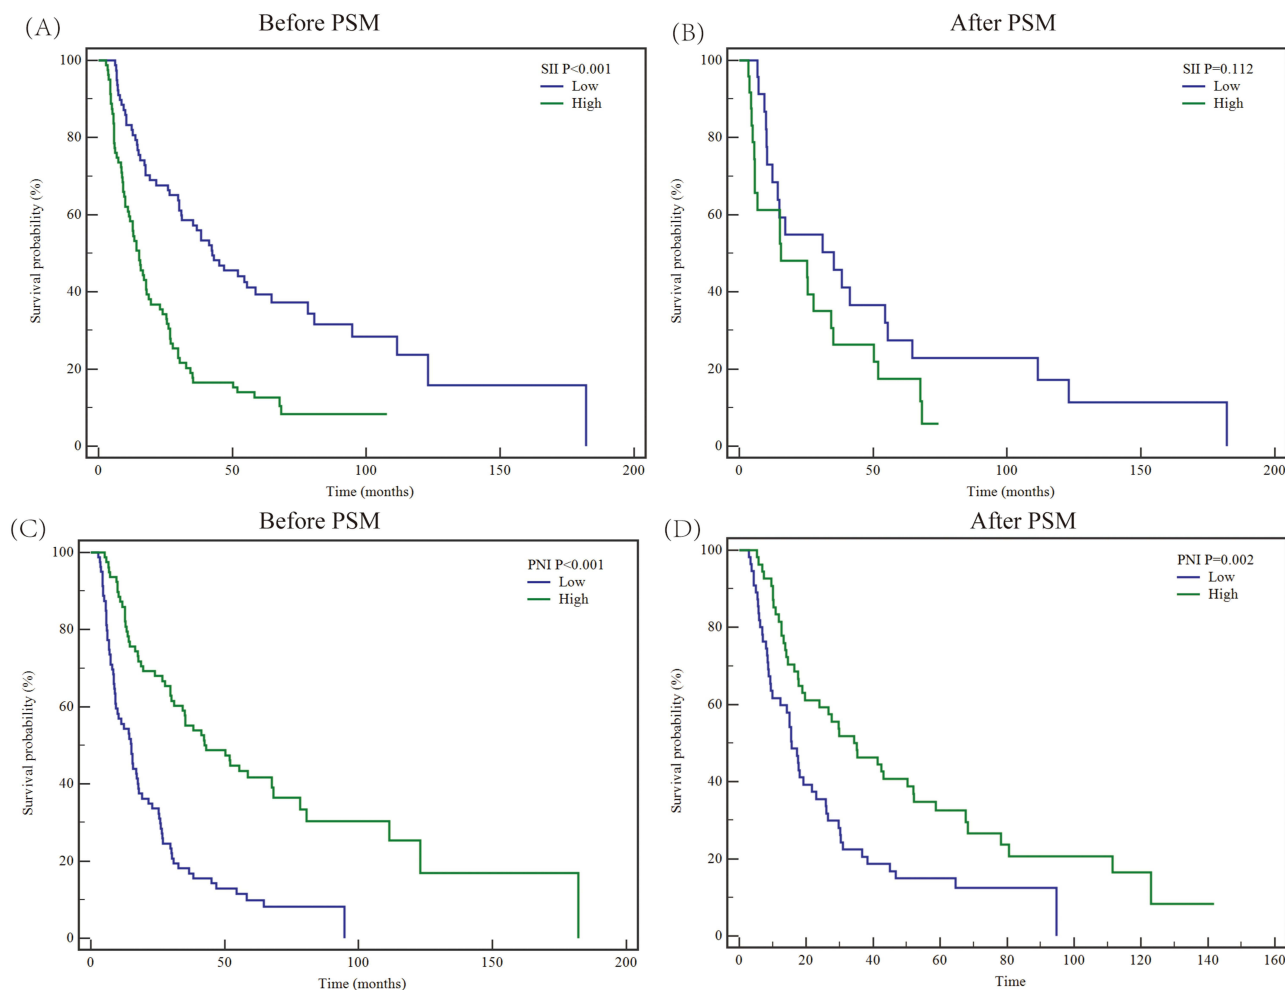 (A)
Before PSM
SII P<0.001
Low
High
100
80
60
40
20
0
Survival probability (%)
0 50 100 150 200
Time (months)
(B)
After PSM
SII P=0.112
Low
High
100
80
60
40
20
0
Survival probability (%)
0 50 100 150 200
Time (months)
(C)
Before PSM
PNI P<0.001
Low
High
100
80
60
40
20
0
Survival probability (%)
0 50 100 150 200
Time (months)
(D)
After PSM
PNI P=0.002
Low
High
100
80
60
40
20
0
Survival probability (%)
0 20 40 60 80 100 120 140 160
Time